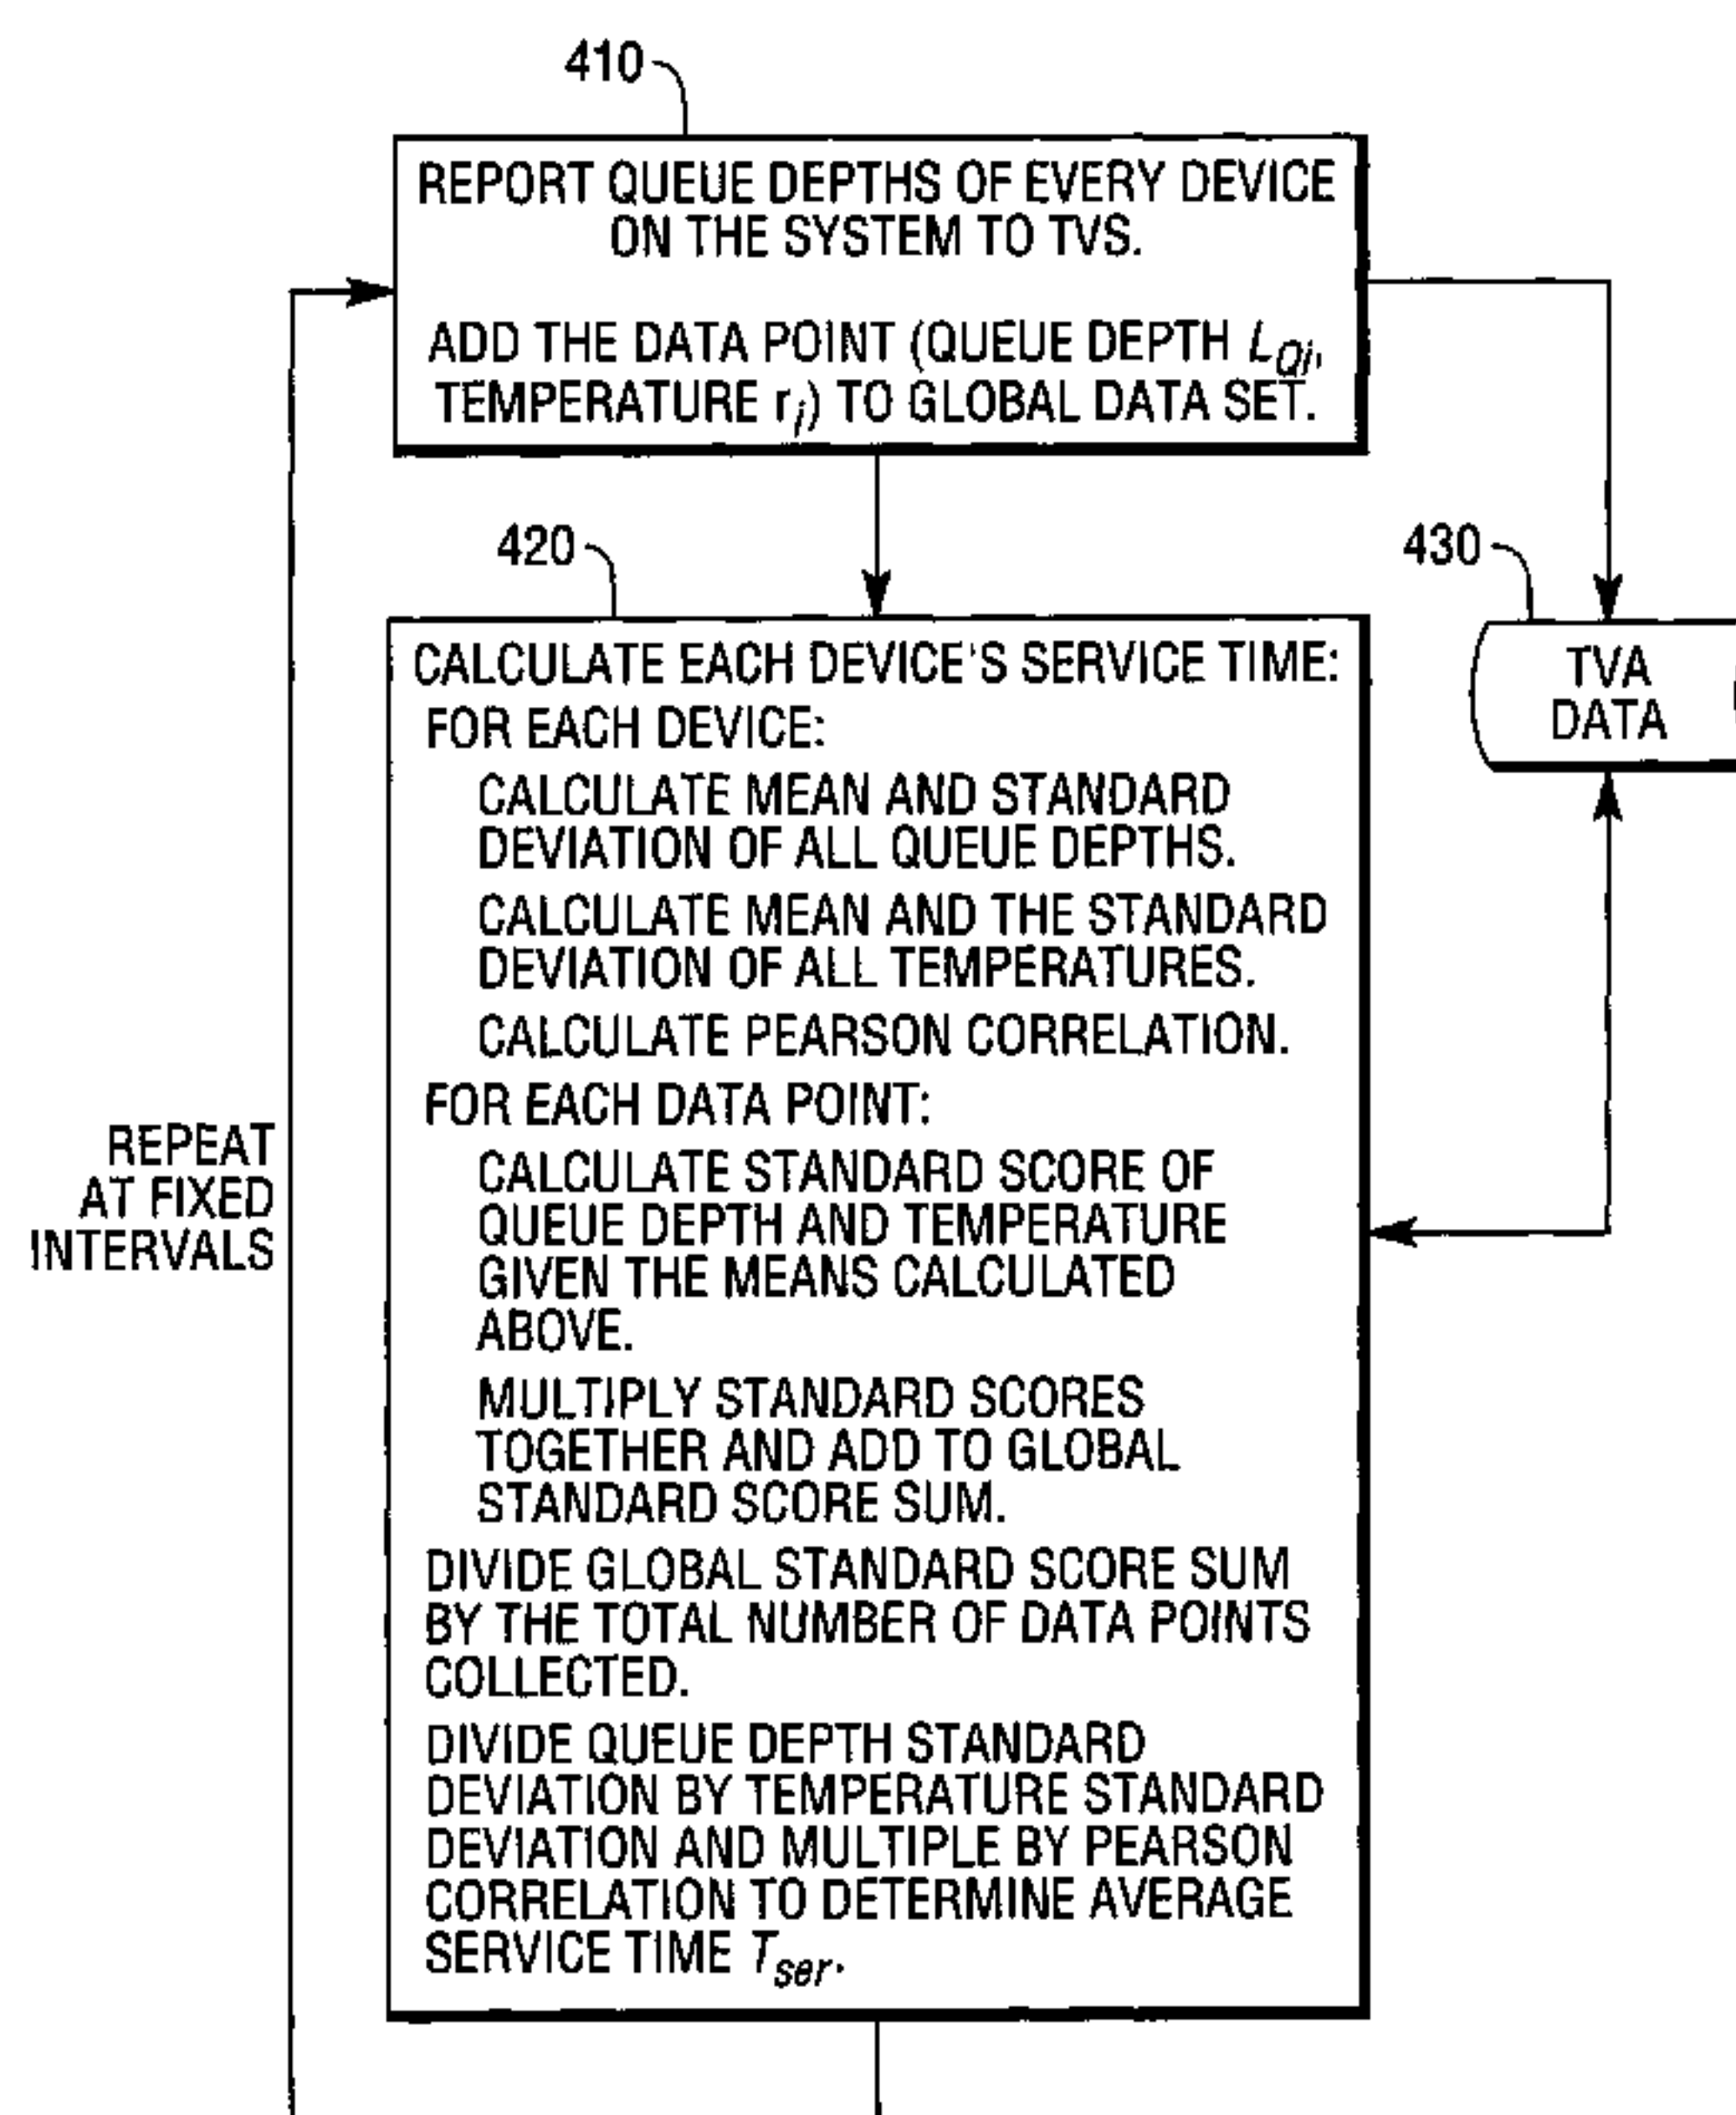 410
REPORT QUEUE DEPTHS OF EVERY DEVICE
ON THE SYSTEM TO TVS.
ADD THE DATA POINT (QUEUE DEPTH L_Qi,
TEMPERATURE r_i) TO GLOBAL DATA SET.
420
430
CALCULATE EACH DEVICE'S SERVICE TIME:
FOR EACH DEVICE:
CALCULATE MEAN AND STANDARD
DEVIATION OF ALL QUEUE DEPTHS.
CALCULATE MEAN AND THE STANDARD
DEVIATION OF ALL TEMPERATURES.
CALCULATE PEARSON CORRELATION.
FOR EACH DATA POINT:
CALCULATE STANDARD SCORE OF
QUEUE DEPTH AND TEMPERATURE
GIVEN THE MEANS CALCULATED
ABOVE.
MULTIPLY STANDARD SCORES
TOGETHER AND ADD TO GLOBAL
STANDARD SCORE SUM.
DIVIDE GLOBAL STANDARD SCORE SUM
BY THE TOTAL NUMBER OF DATA POINTS
COLLECTED.
DIVIDE QUEUE DEPTH STANDARD
DEVIATION BY TEMPERATURE STANDARD
DEVIATION AND MULTIPLE BY PEARSON
CORRELATION TO DETERMINE AVERAGE
SERVICE TIME T_ser.
TVA
DATA
REPEAT
AT FIXED
INTERVALS